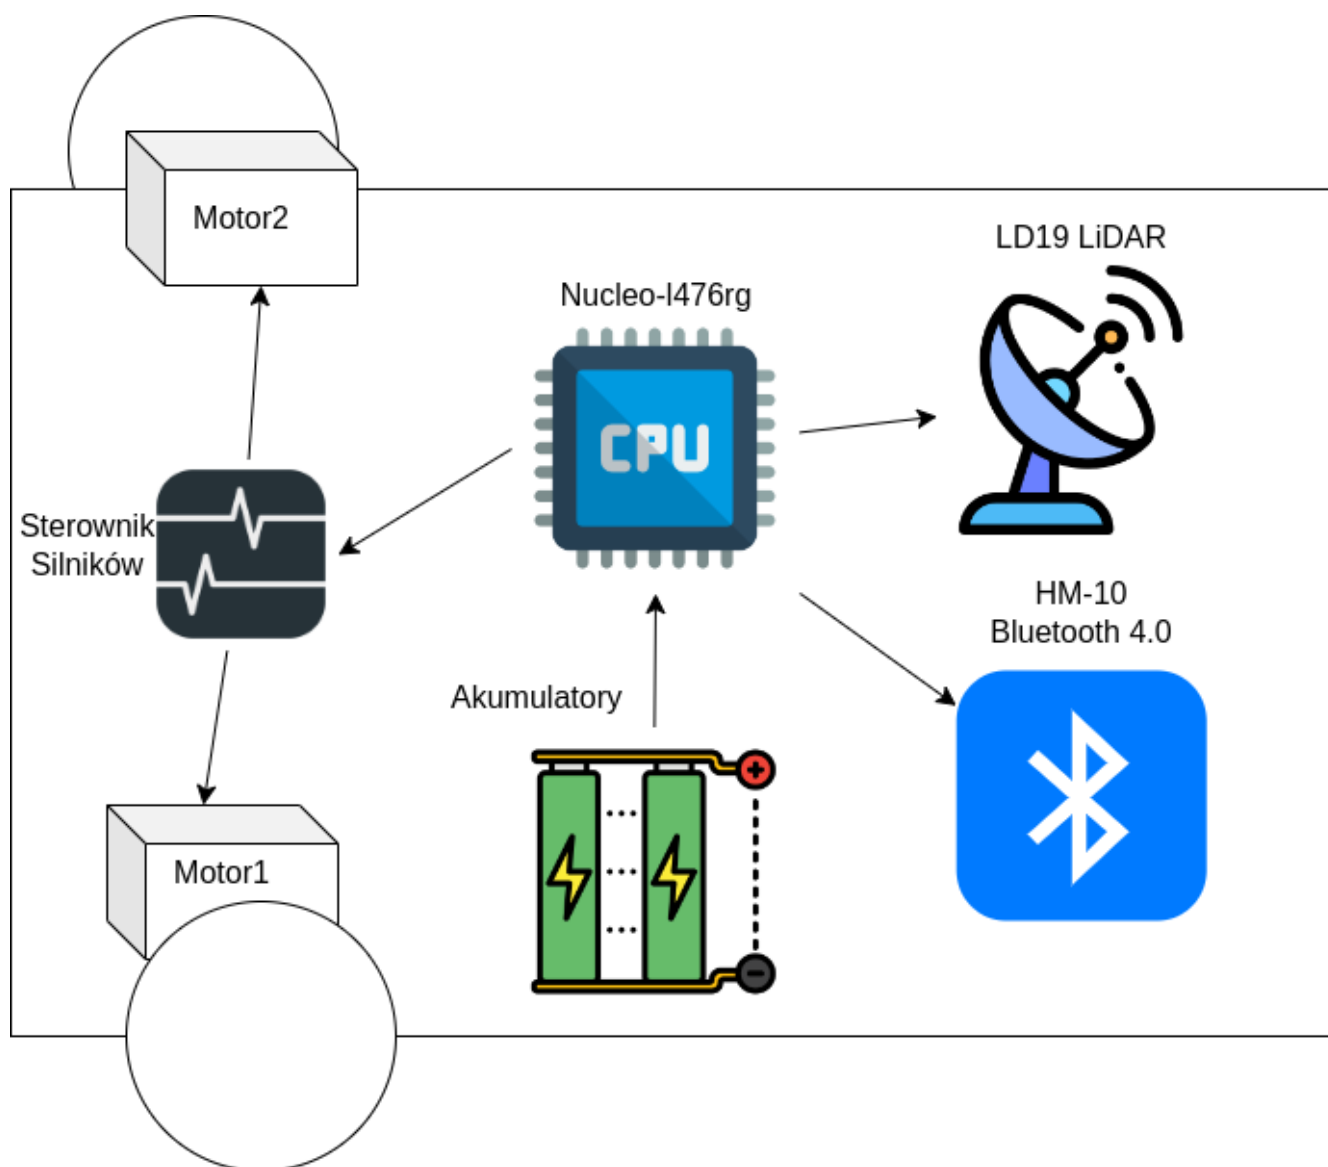 Motor2
LD19 LiDAR
Nucleo-l476rg
CPU
Sterownik
Silników
HM-10
Bluetooth 4.0
Akumulatory
Motor1